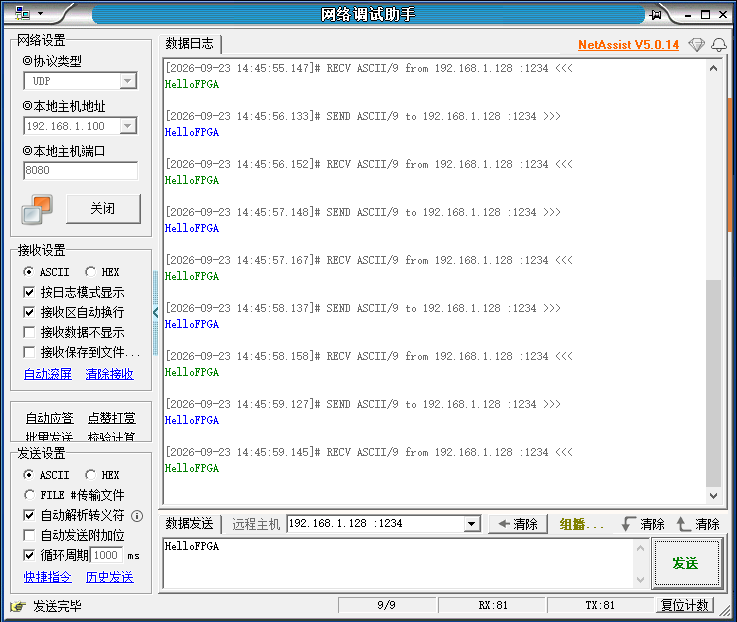 网络调试助手
网络设置
协议类型
UDP
本地主机地址
192.168.1.100
本地主机端口
8080
关闭
接收设置
ASCII HEX
按日志模式显示
接收区自动换行
接收数据不显示
接收保存到文件...
自动滚屏 清除接收
自动应答 点赞打赏
批量发送 校验计算
发送设置
ASCII HEX
FILE #传输文件
自动解析转义符
自动发送附加位
循环周期 1000 ms
快捷指令 历史发送
数据日志
NetAssist V5.0.14
[2026-09-23 14:45:55.147]# RECV ASCII/9 from 192.168.1.128 :1234 <<<
HelloFPGA
[2026-09-23 14:45:56.133]# SEND ASCII/9 to 192.168.1.128 :1234 >>>
HelloFPGA
[2026-09-23 14:45:56.152]# RECV ASCII/9 from 192.168.1.128 :1234 <<<
HelloFPGA
[2026-09-23 14:45:57.148]# SEND ASCII/9 to 192.168.1.128 :1234 >>>
HelloFPGA
[2026-09-23 14:45:57.167]# RECV ASCII/9 from 192.168.1.128 :1234 <<<
HelloFPGA
[2026-09-23 14:45:58.137]# SEND ASCII/9 to 192.168.1.128 :1234 >>>
HelloFPGA
[2026-09-23 14:45:58.158]# RECV ASCII/9 from 192.168.1.128 :1234 <<<
HelloFPGA
[2026-09-23 14:45:59.127]# SEND ASCII/9 to 192.168.1.128 :1234 >>>
HelloFPGA
[2026-09-23 14:45:59.145]# RECV ASCII/9 from 192.168.1.128 :1234 <<<
HelloFPGA
数据发送 远程主机 192.168.1.128 :1234 清除 组播... 清除 清除
HelloFPGA
发送
发送完毕 9/9 RX:81 TX:81 复位计数